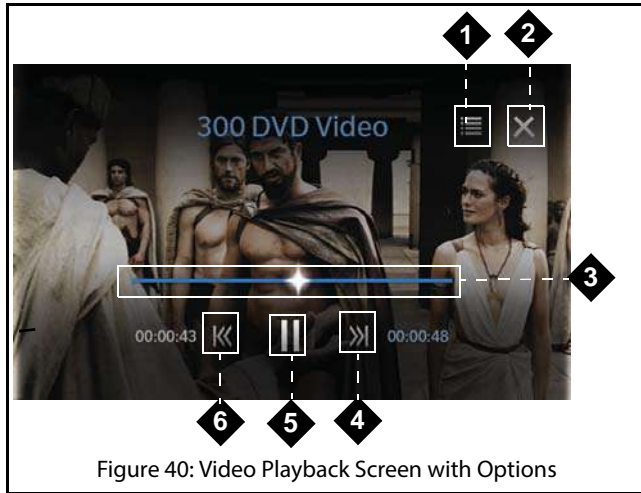 1 2
300 DVD Video
3
00:00:43 00:00:48
6 5 4
Figure 40: Video Playback Screen with Options